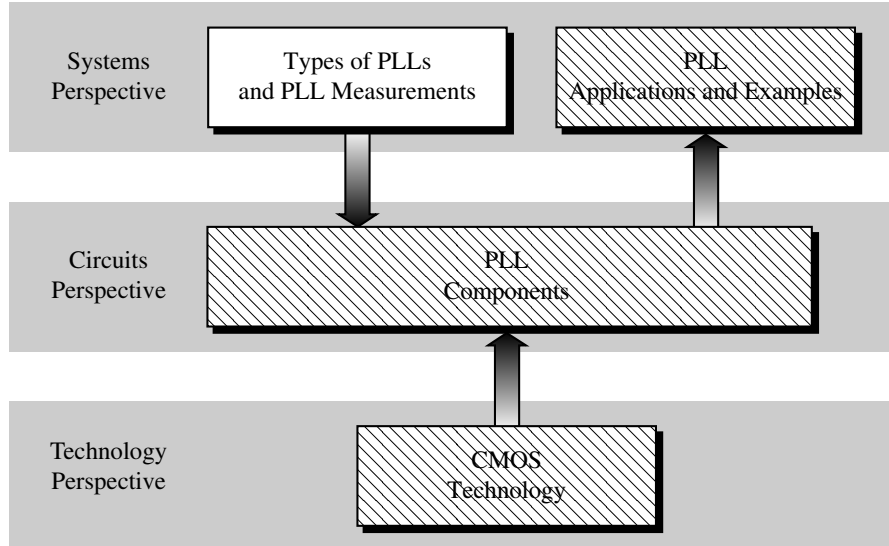 Systems
Perspective
Types of PLLs
and PLL Measurements
PLL
Applications and Examples
Circuits
Perspective
PLL
Components
Technology
Perspective
CMOS
Technology